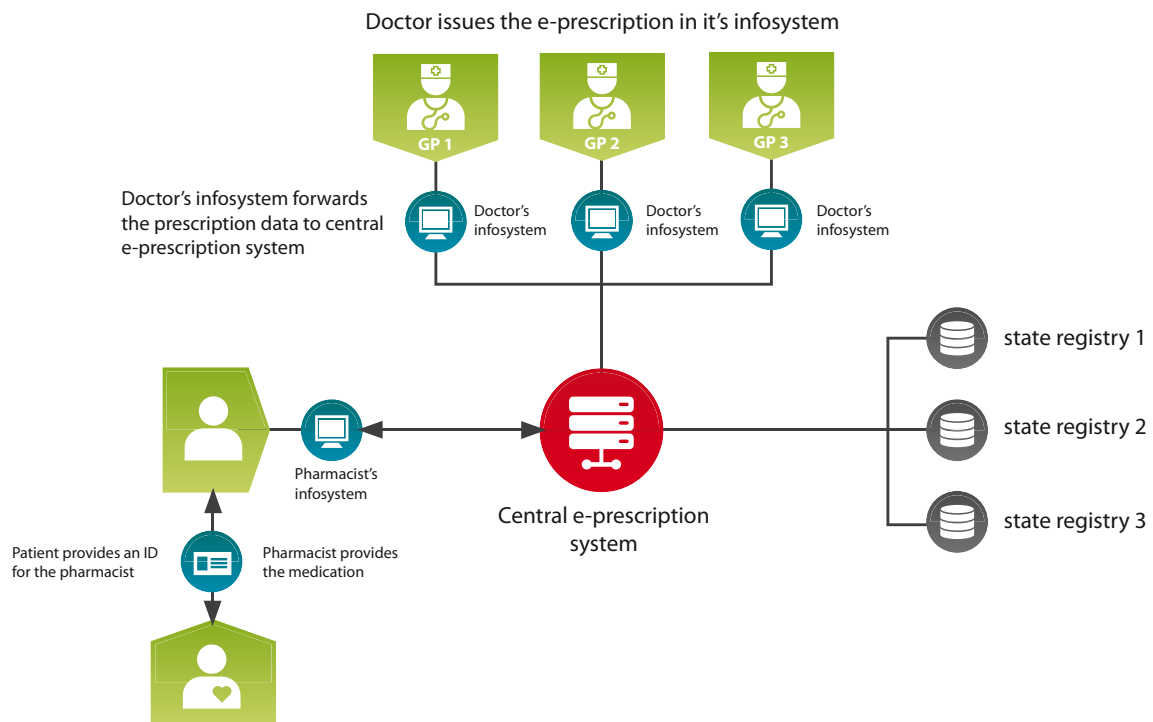 Doctor issues the e-prescription in it's infosystem
GP 1
GP 2
GP 3
Doctor's infosystem forwards
the prescription data to central
e-prescription system
Doctor's
infosystem
Doctor's
infosystem
Doctor's
infosystem
state registry 1
state registry 2
state registry 3
Pharmacist's
infosystem
Central e-prescription
system
Patient provides an ID
for the pharmacist
Pharmacist provides
the medication